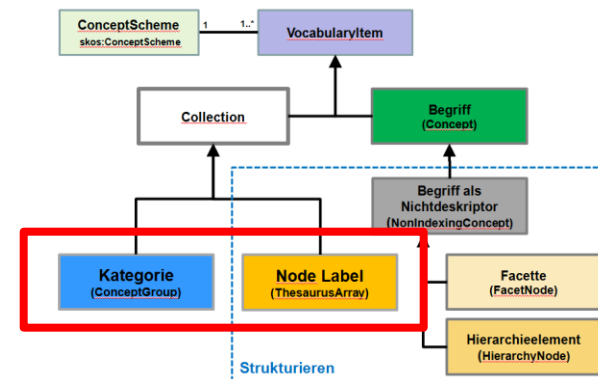 ConceptScheme
skos:ConceptScheme
1
1..*
VocabularyItem
Collection
Begriff
(Concept)
Begriff als
Nichtdeskriptor
(NonIndexingConcept)
Kategorie
(ConceptGroup)
Node Label
(ThesaurusArray)
Facette
(FacetNode)
Hierarchieelement
(HierarchyNode)
Strukturieren